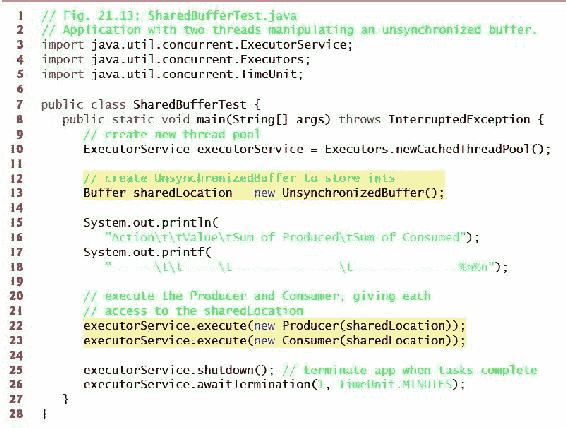 1 // Fig. 21.13: SharedBufferTest.java
2 // Application with two threads manipulating an unsynchronized buffer.
3 import java.util.concurrent.ExecutorService;
4 import java.util.concurrent.Executors;
5 import java.util.concurrent.TimeUnit;
6
7 public class SharedBufferTest {
8 public static void main(String[] args) throws InterruptedException {
9 // create new thread pool
10 ExecutorService executorService = Executors.newCachedThreadPool();
11
12 // create UnsynchronizedBuffer to store ints
13 Buffer sharedLocation new UnsynchronizedBuffer();
14
15 System.out.println(
16 "Action\t\tValue\tSum of Produced\tSum of Consumed");
17 System.out.printf(
18 "------\t\t-----\t---------------\t---------------%n%n");
19
20 // execute the Producer and Consumer, giving each
21 // access to the sharedLocation
22 executorService.execute(new Producer(sharedLocation));
23 executorService.execute(new Consumer(sharedLocation));
24
25 executorService.shutdown(); // terminate app when tasks complete
26 executorService.awaitTermination(1, TimeUnit.MINUTES);
27 }
28 }